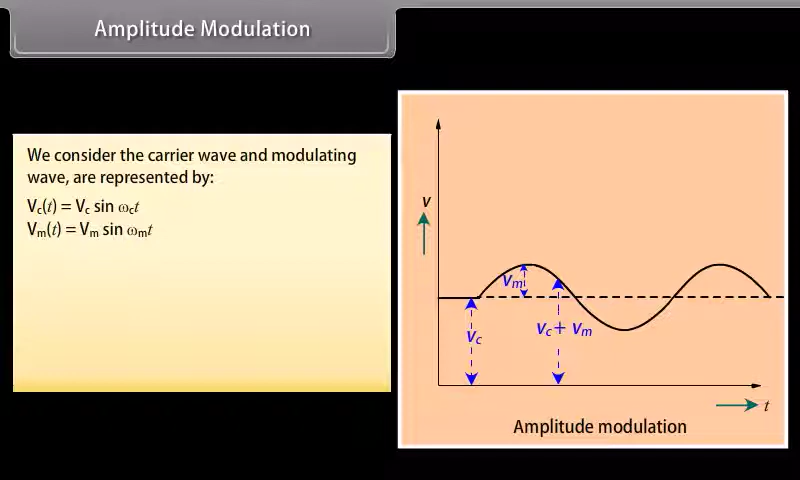 Amplitude Modulation
We consider the carrier wave and modulating
wave, are represented by:
Vc(t) = Vc sin ωct
Vm(t) = Vm sin ωmt
v
Vm
Vc
Vc + Vm
t
Amplitude modulation